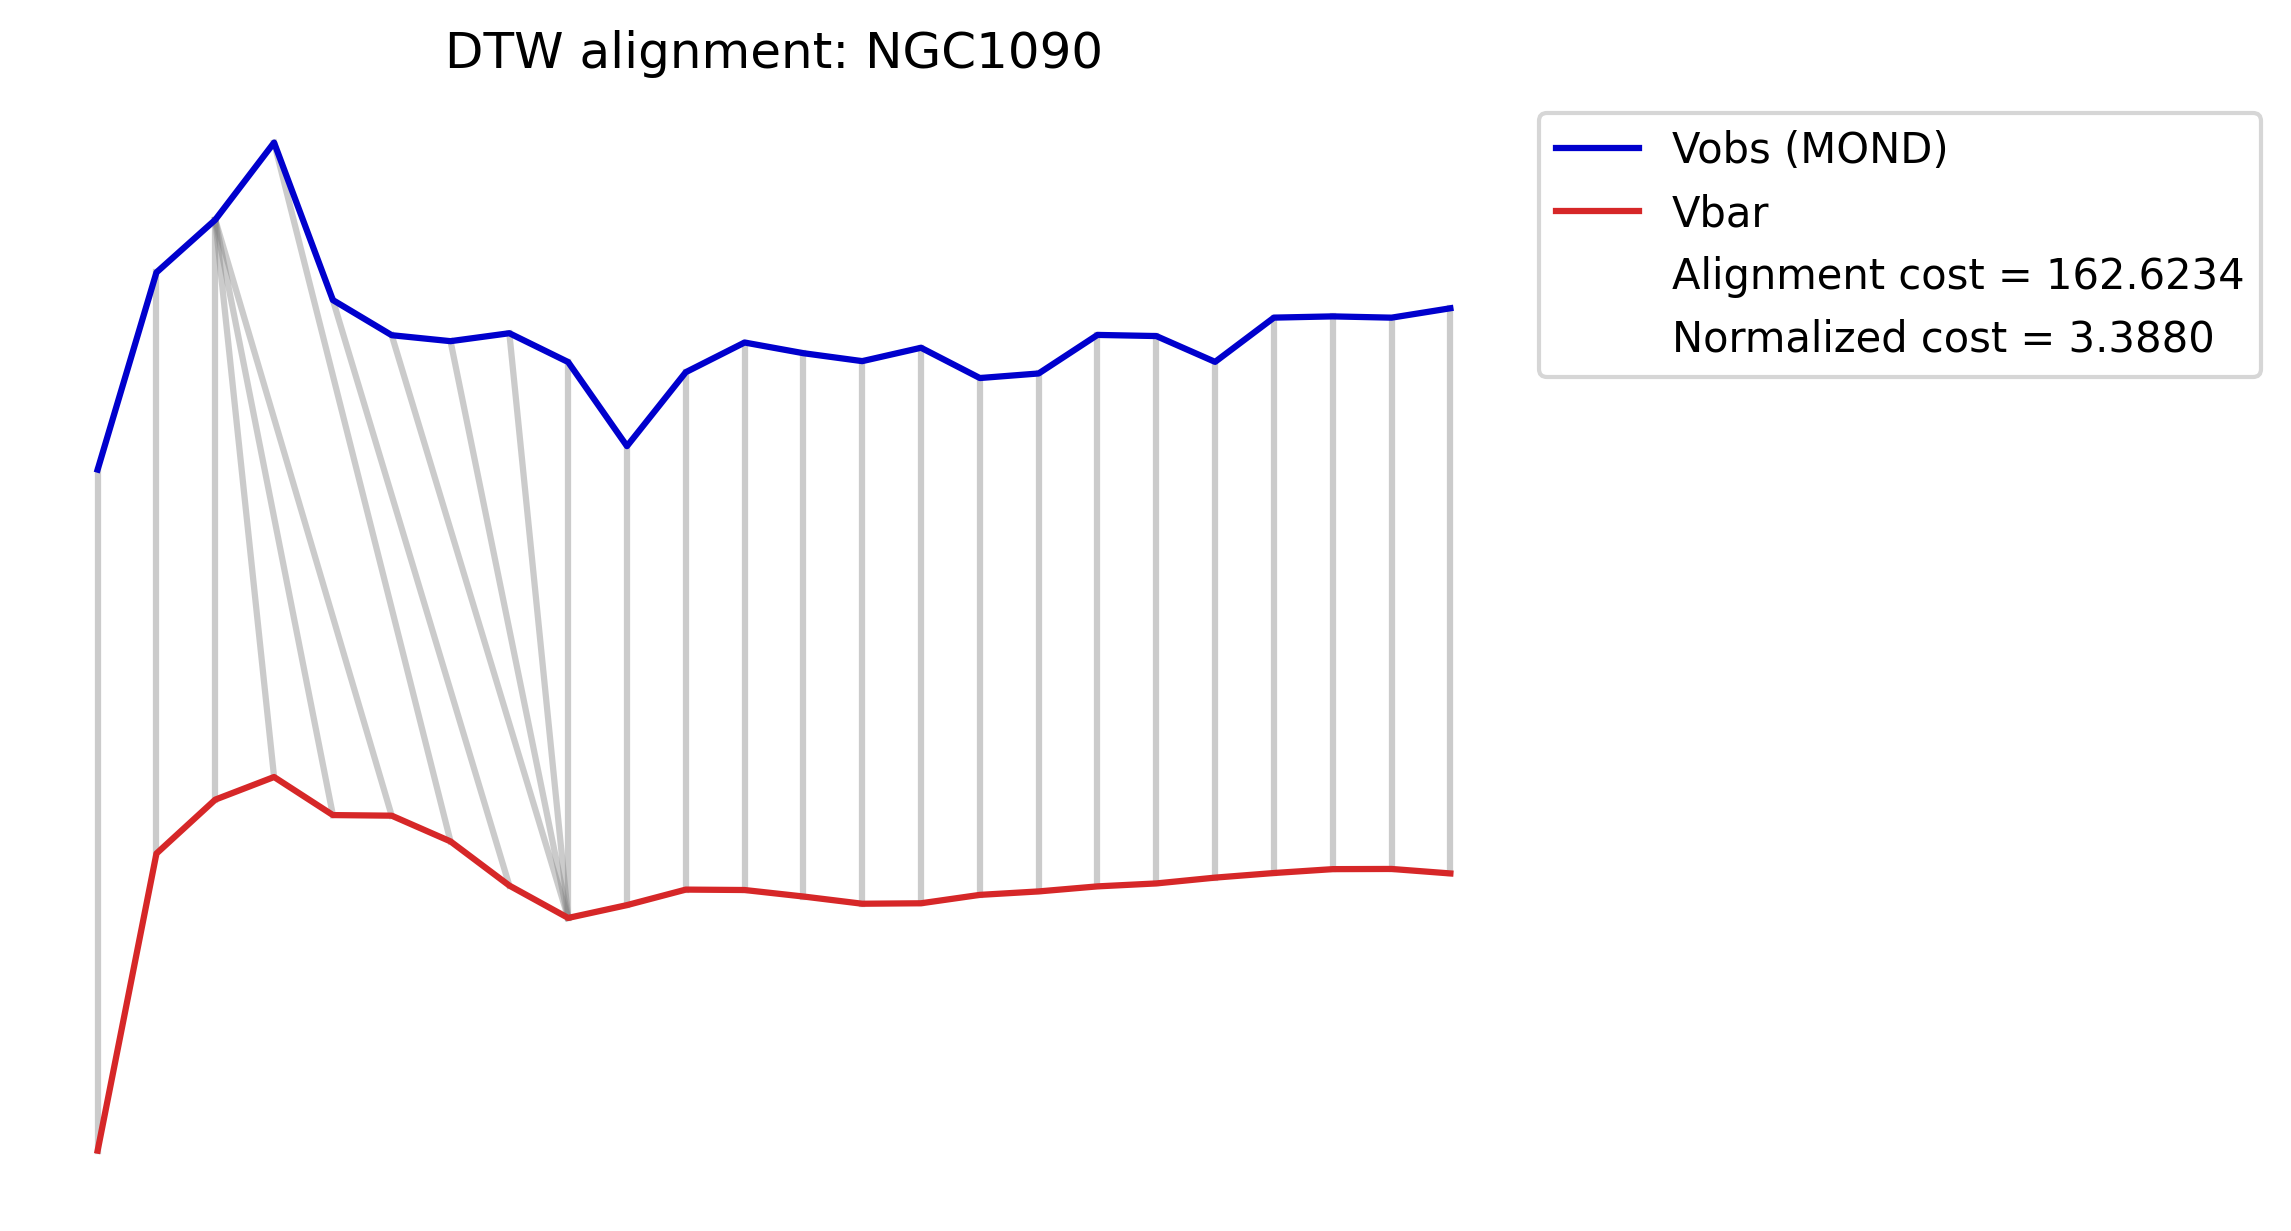 DTW alignment: NGC1090
Vobs (MOND)
Vbar
Alignment cost = 162.6234
Normalized cost = 3.3880